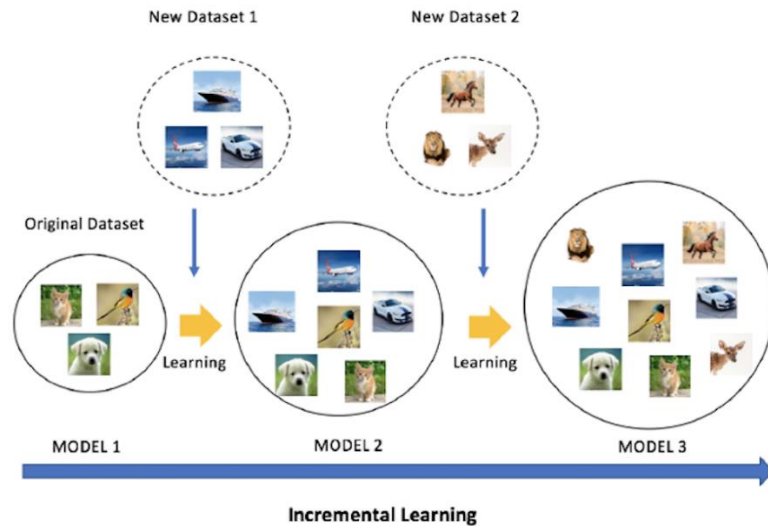 New Dataset 1
New Dataset 2
Original Dataset
Learning
Learning
MODEL 1
MODEL 2
MODEL 3
Incremental Learning